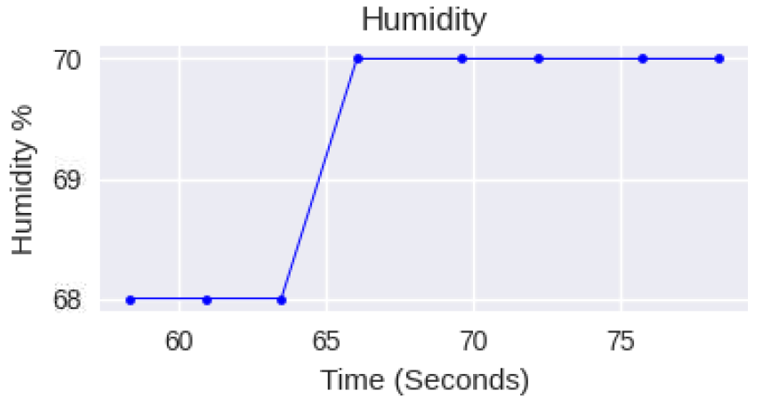 Humidity
Humidity %
70
69
68
60 65 70 75
Time (Seconds)